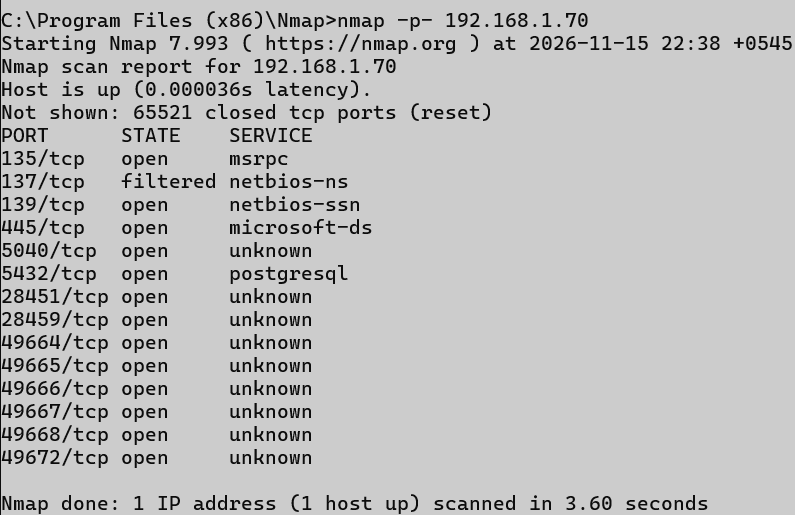 C:\Program Files (x86)\Nmap>nmap -p- 192.168.1.70
Starting Nmap 7.993 ( https://nmap.org ) at 2026-11-15 22:38 +0545
Nmap scan report for 192.168.1.70
Host is up (0.000036s latency).
Not shown: 65521 closed tcp ports (reset)
PORT      STATE    SERVICE
135/tcp   open     msrpc
137/tcp   filtered netbios-ns
139/tcp   open     netbios-ssn
445/tcp   open     microsoft-ds
5040/tcp  open     unknown
5432/tcp  open     postgresql
28451/tcp open     unknown
28459/tcp open     unknown
49664/tcp open     unknown
49665/tcp open     unknown
49666/tcp open     unknown
49667/tcp open     unknown
49668/tcp open     unknown
49672/tcp open     unknown
Nmap done: 1 IP address (1 host up) scanned in 3.60 seconds